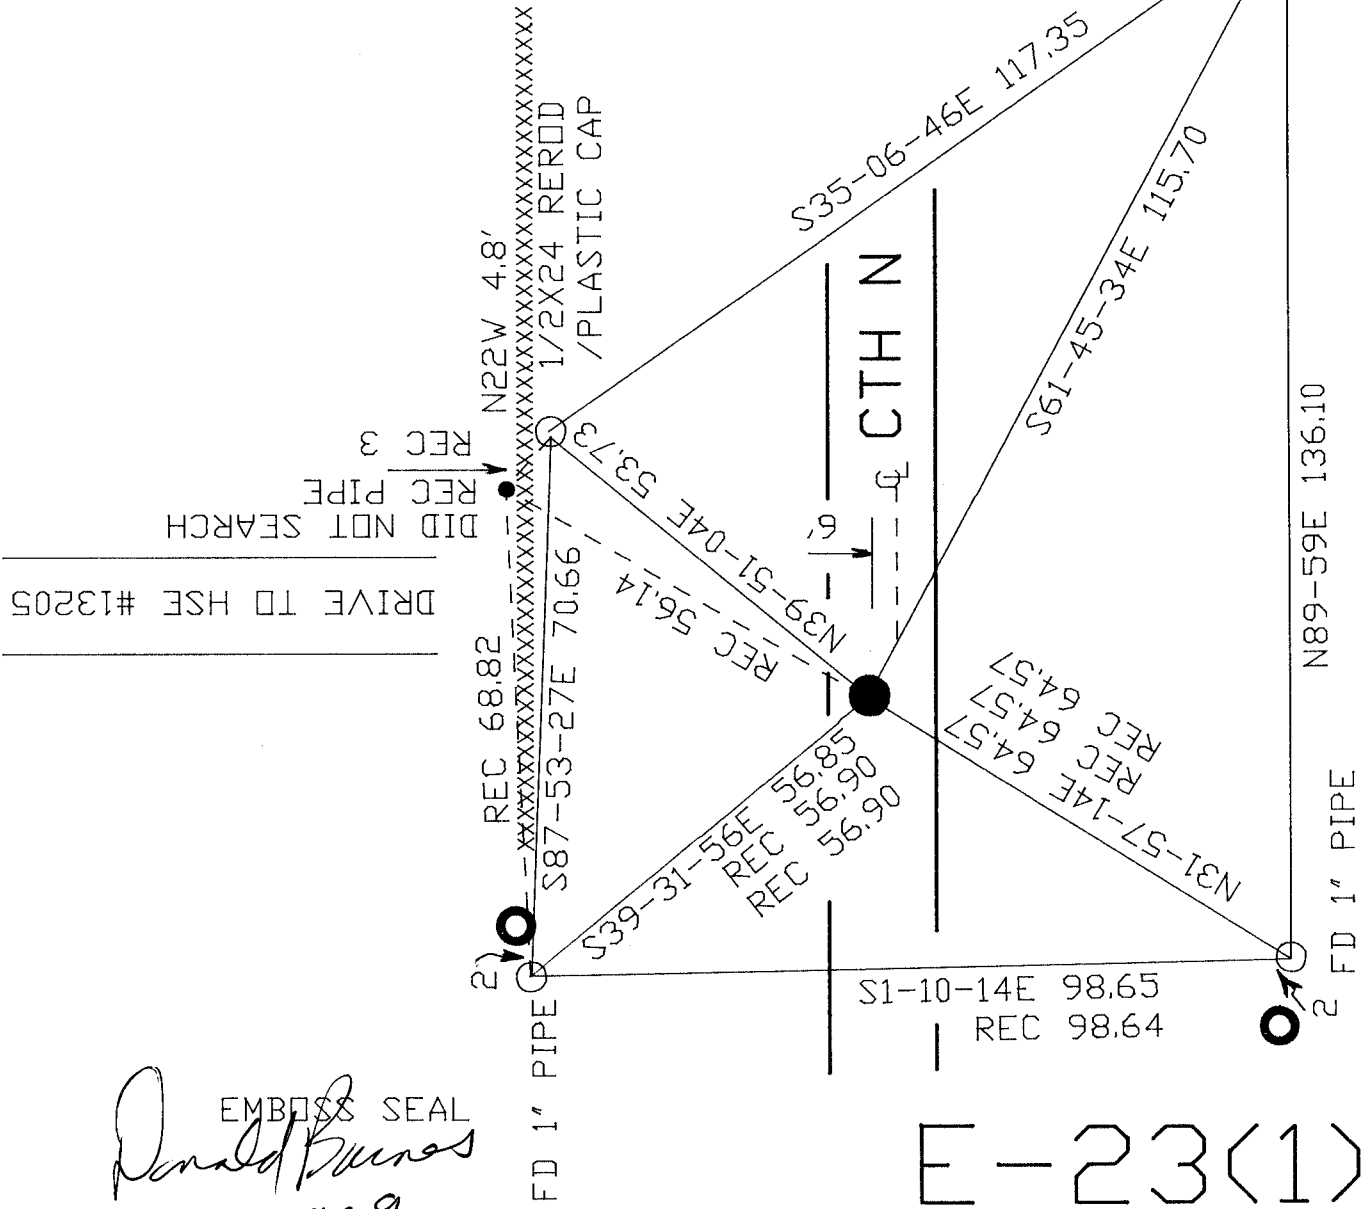 S35-06-46E 117.35
1/2X24 REROD
/PLASTIC CAP
N22W 4.8'
S61-45-34E 115.70
CTH N
REC 3
REC PIPE
DID NOT SEARCH
DRIVE TO HSE #13205
N39-51-04E 53.73
6'
REC 56.14
N89-59E 136.10
REC 68.82
S87-53-27E 70.66
S39-31-56E 56.85
REC 56.90
REC 56.90
N31-57-14E 64.57
REC 64.57
REC 64.57
2
FD 1" PIPE
S1-10-14E 98.65
REC 98.64
2
FD 1" PIPE
EMBOSS SEAL
Donald Barnes
E-23(1)